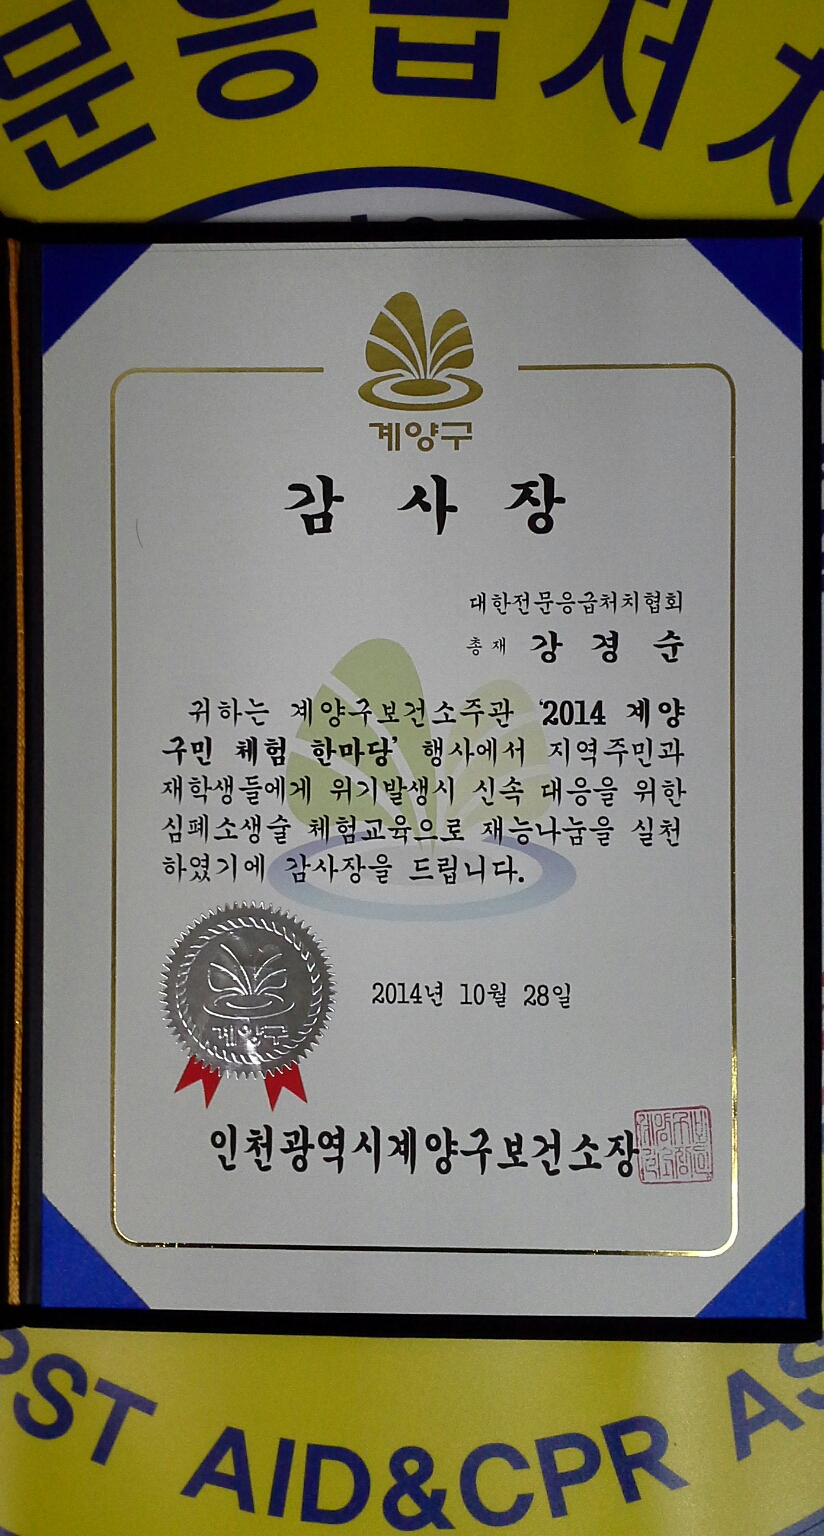 문응급처치
계양구
감 사 장
대한전문응급처치협회
총재 강 경 순
귀하는 계양구보건소주관 '2014 계양
구민 체험 한마당' 행사에서 지역주민과
재학생들에게 위기발생시 신속 대응을 위한
심폐소생술 체험교육으로 재능나눔을 실천
하였기에 감사장을 드립니다.
계양구
2014년 10월 28일
인천광역시계양구보건소장
RST AID&CPR AS